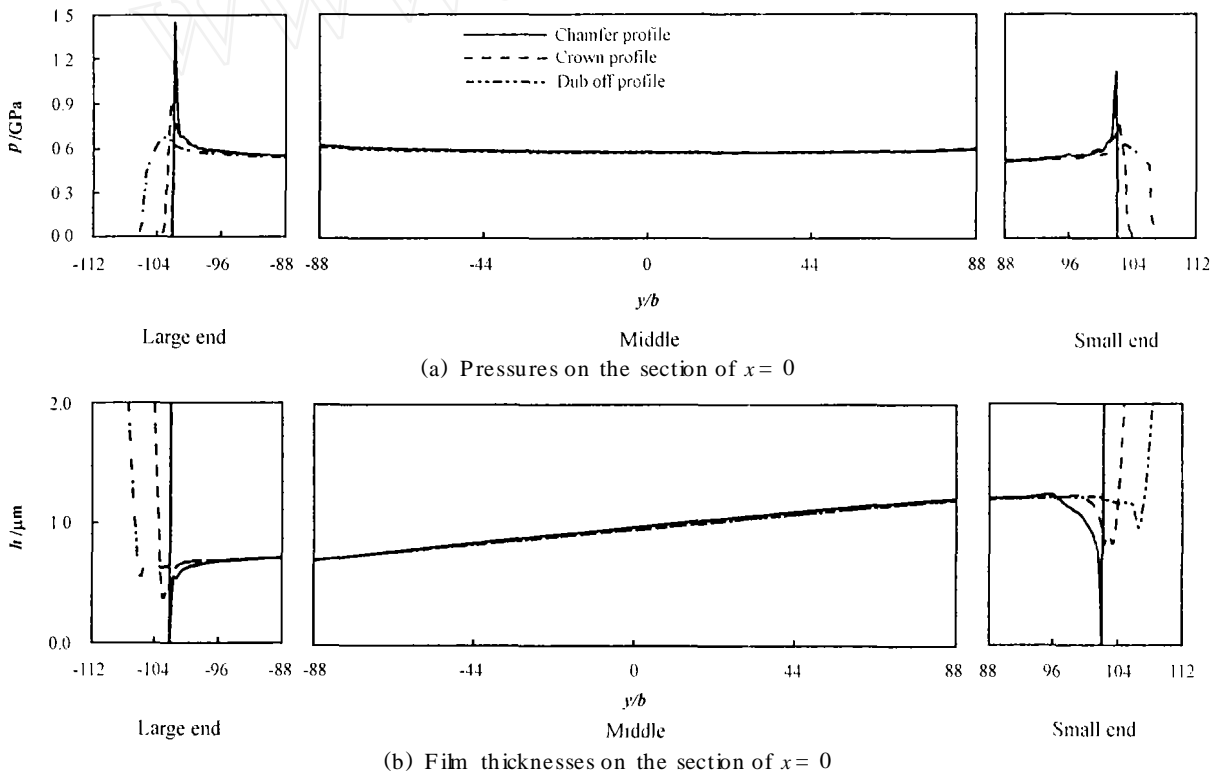 1.5
1.2
0.9
0.6
0.3
0.0
p/GPa
Chamfer profile
Crown profile
Dub off profile
-112 -104 -96 -88
-88 -44 0 44 88
88 96 104 112
y/b
Large end Middle Small end
(a) Pressures on the section of x = 0
2.0
1.0
0.0
h/μm
-112 -104 -96 -88
-88 -44 0 44 88
88 96 104 112
y/b
Large end Middle Small end
(b) Film thicknesses on the section of x = 0